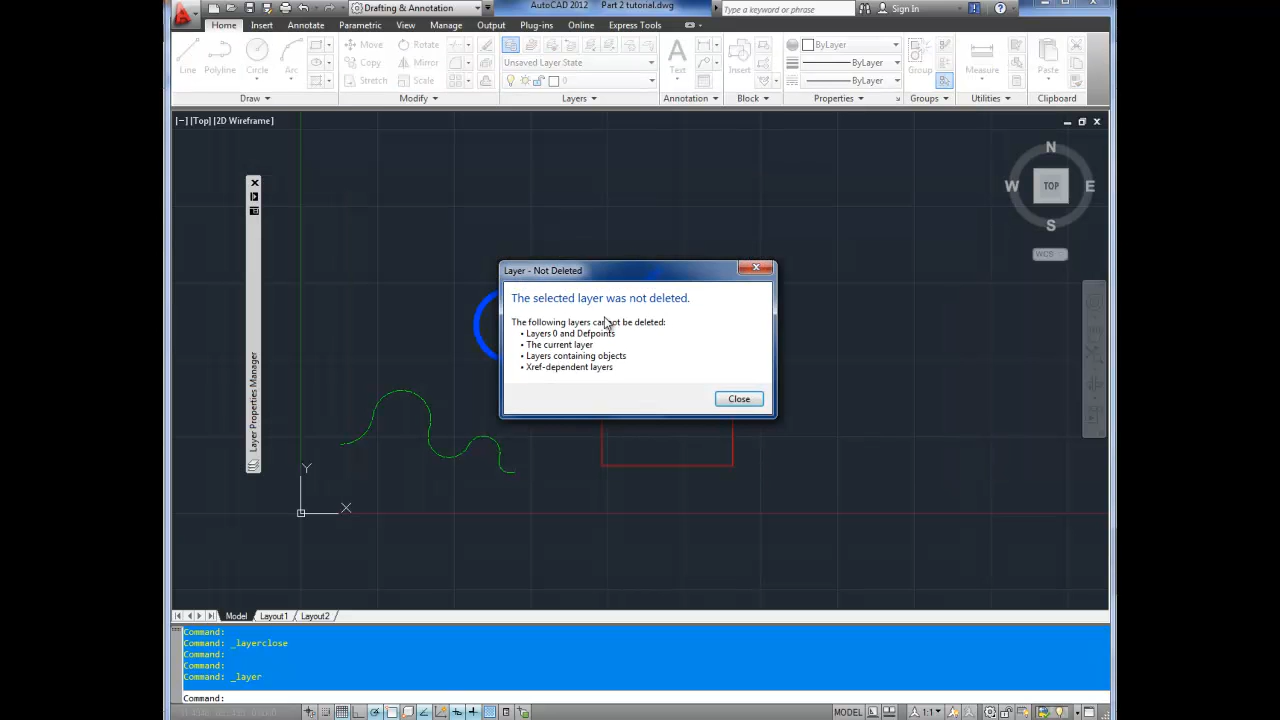 Drafting & Annotation
AutoCAD 2012 Part 2 tutorial.dwg
Type a keyword or phrase
Sign In
Home Insert Annotate Parametric View Manage Output Plug-ins Online Express Tools
Line Polyline Circle Arc
Move Rotate
Copy Mirror
Stretch Scale
Unsaved Layer State
0
Text
Insert
ByLayer
ByLayer
ByLayer
Group
Measure
Paste
Draw Modify Layers Annotation Block Properties Groups Utilities Clipboard
[−] [Top] [2D Wireframe]
N
W TOP E
S
WCS
Layer Properties Manager
Layer - Not Deleted
The selected layer was not deleted.
The following layers cannot be deleted:
• Layers 0 and Defpoints
• The current layer
• Layers containing objects
• Xref-dependent layers
Close
Y
X
Model Layout1 Layout2
Command:
Command: _layerclose
Command:
Command:
Command: _layer
Command:
MODEL 1:1